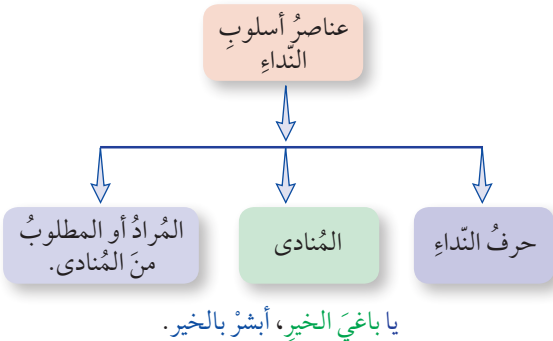 عناصرُ أسلوبِ
النّداءِ
حرفُ النّداءِ
المُنادى
المُرادُ أو المطلوبُ
منَ المُنادى.
يا باغيَ الخيرِ، أبشرْ بالخير.